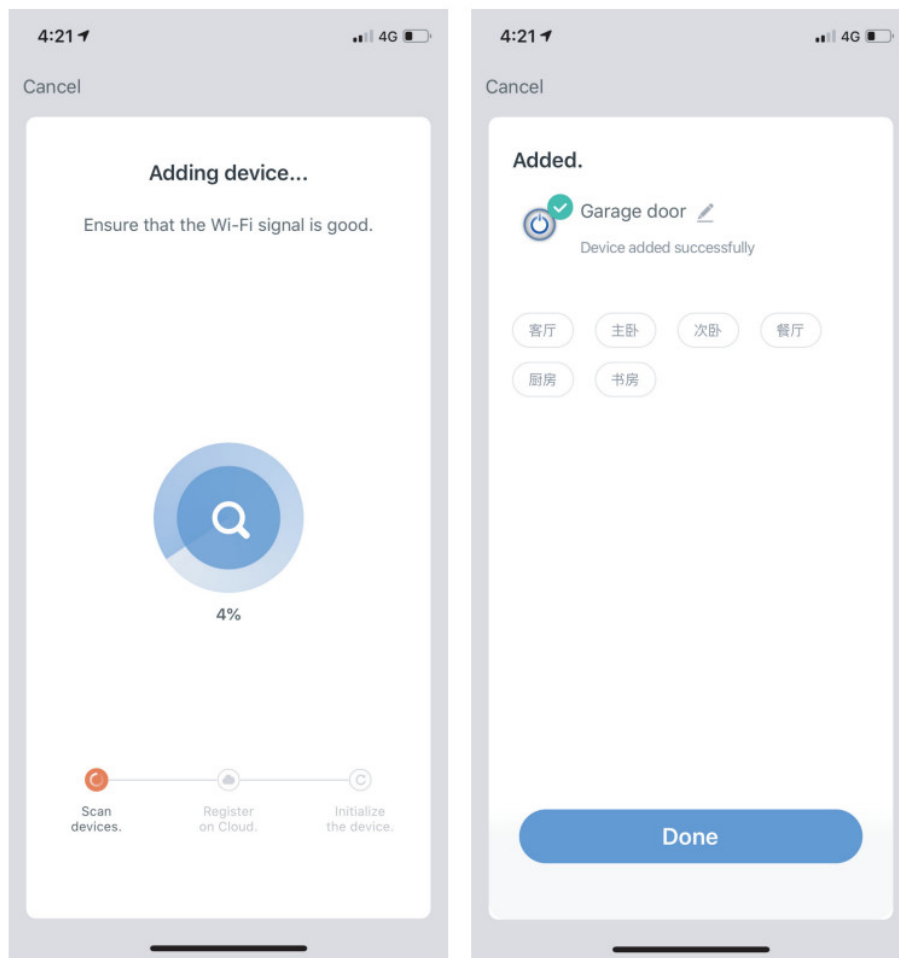 4:21
4G
Cancel
Adding device...
Ensure that the Wi-Fi signal is good.
4%
Scan
devices.
Register
on Cloud.
Initialize
the device.
4:21
4G
Cancel
Added.
Garage door
Device added successfully
客厅 主卧 次卧 餐厅
厨房 书房
Done